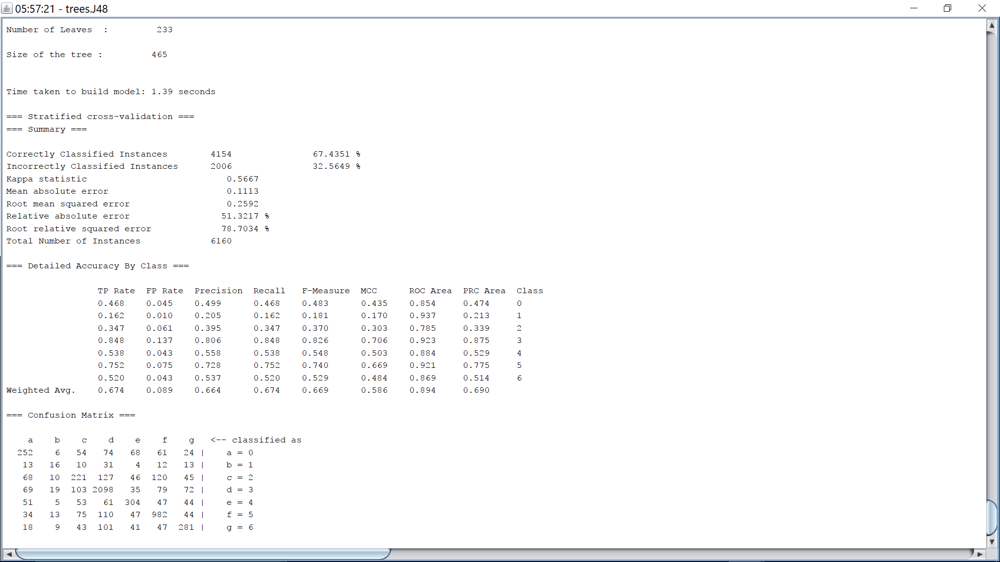 05:57:21 - trees.J48
Number of Leaves  :         233
Size of the tree :         465
Time taken to build model: 1.39 seconds
=== Stratified cross-validation ===
=== Summary ===
Correctly Classified Instances        4154               67.4351 %
Incorrectly Classified Instances      2006               32.5649 %
Kappa statistic                          0.5667
Mean absolute error                      0.1113
Root mean squared error                  0.2592
Relative absolute error                 51.3217 %
Root relative squared error             78.7034 %
Total Number of Instances             6160
=== Detailed Accuracy By Class ===
                 TP Rate  FP Rate  Precision  Recall   F-Measure  MCC      ROC Area  PRC Area  Class
                 0.468    0.045    0.499      0.468    0.483      0.435    0.854     0.474     0
                 0.162    0.010    0.205      0.162    0.181      0.170    0.937     0.213     1
                 0.347    0.061    0.395      0.347    0.370      0.303    0.785     0.339     2
                 0.848    0.137    0.806      0.848    0.826      0.706    0.923     0.875     3
                 0.538    0.043    0.558      0.538    0.548      0.503    0.884     0.529     4
                 0.752    0.075    0.728      0.752    0.740      0.669    0.921     0.775     5
                 0.520    0.043    0.537      0.520    0.529      0.484    0.869     0.514     6
Weighted Avg.    0.674    0.089    0.664      0.674    0.669      0.586    0.894     0.690
=== Confusion Matrix ===
    a    b    c    d    e    f    g   <-- classified as
  252    6   54   74   68   61   24 |    a = 0
   13   16   10   31    4   12   13 |    b = 1
   68   10  221  127   46  120   45 |    c = 2
   69   19  103 2098   35   79   72 |    d = 3
   51    5   53   61  304   47   44 |    e = 4
   34   13   75  110   47  982   44 |    f = 5
   18    9   43  101   41   47  281 |    g = 6